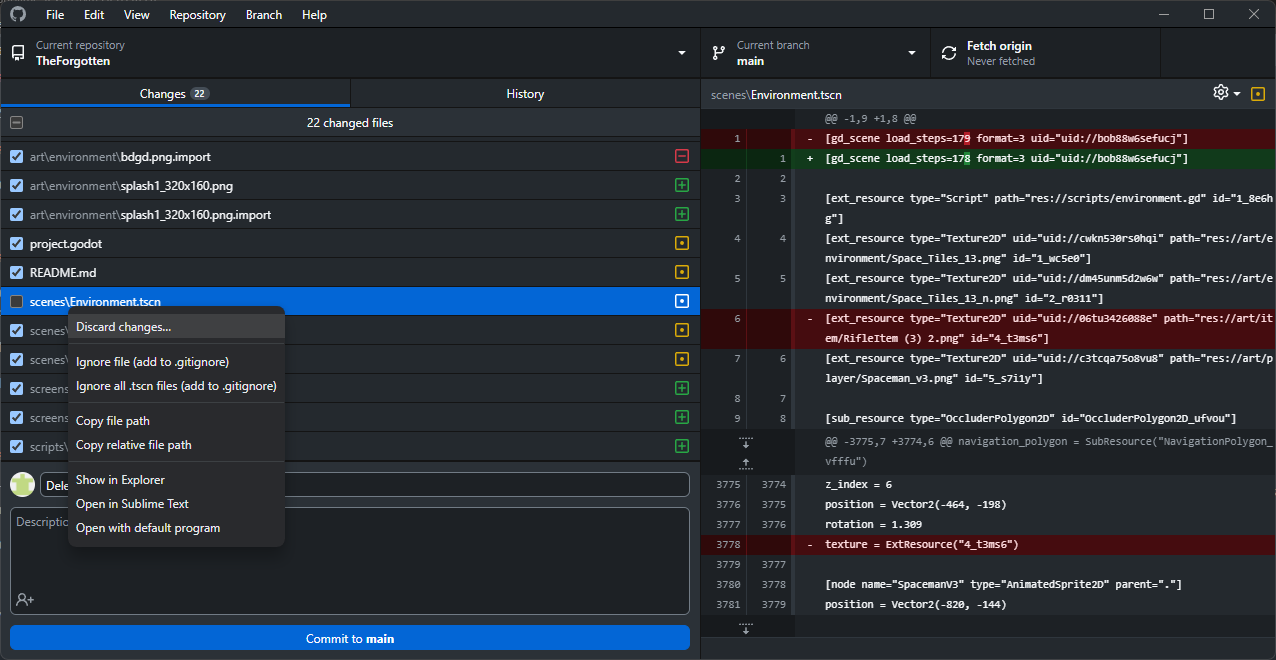 File Edit View Repository Branch Help
Current repository
TheForgotten
Current branch
main
Fetch origin
Never fetched
Changes 22
History
22 changed files
art\environment\bdgd.png.import
art\environment\splash1_320x160.png
art\environment\splash1_320x160.png.import
project.godot
README.md
scenes\Environment.tscn
scenes\
scenes\
screens
screens
scripts\
Discard changes...
Ignore file (add to .gitignore)
Ignore all .tscn files (add to .gitignore)
Copy file path
Copy relative file path
Show in Explorer
Open in Sublime Text
Open with default program
Dele
Descriptio
Commit to main
scenes\Environment.tscn
@@ -1,9 +1,8 @@
1 - [gd_scene load_steps=179 format=3 uid="uid://bob88w6sefucj"]
1 + [gd_scene load_steps=178 format=3 uid="uid://bob88w6sefucj"]
2 2
3 3 [ext_resource type="Script" path="res://scripts/environment.gd" id="1_8e6h
g"]
4 4 [ext_resource type="Texture2D" uid="uid://cwkn530rs0hqi" path="res://art/e
nvironment/Space_Tiles_13.png" id="1_wc5e0"]
5 5 [ext_resource type="Texture2D" uid="uid://dm45unm5d2w6w" path="res://art/e
nvironment/Space_Tiles_13_n.png" id="2_r0311"]
6 - [ext_resource type="Texture2D" uid="uid://06tu3426088e" path="res://art/it
em/RifleItem (3) 2.png" id="4_t3ms6"]
7 6 [ext_resource type="Texture2D" uid="uid://c3tcqa75o8vu8" path="res://art/p
layer/Spaceman_v3.png" id="5_s7i1y"]
8 7
9 8 [sub_resource type="OccluderPolygon2D" id="OccluderPolygon2D_ufvou"]
@@ -3775,7 +3774,6 @@ navigation_polygon = SubResource("NavigationPolygon_
vfffu")
3775 3774 z_index = 6
3776 3775 position = Vector2(-464, -198)
3777 3776 rotation = 1.309
3778 - texture = ExtResource("4_t3ms6")
3779 3777
3780 3778 [node name="SpacemanV3" type="AnimatedSprite2D" parent="."]
3781 3779 position = Vector2(-820, -144)